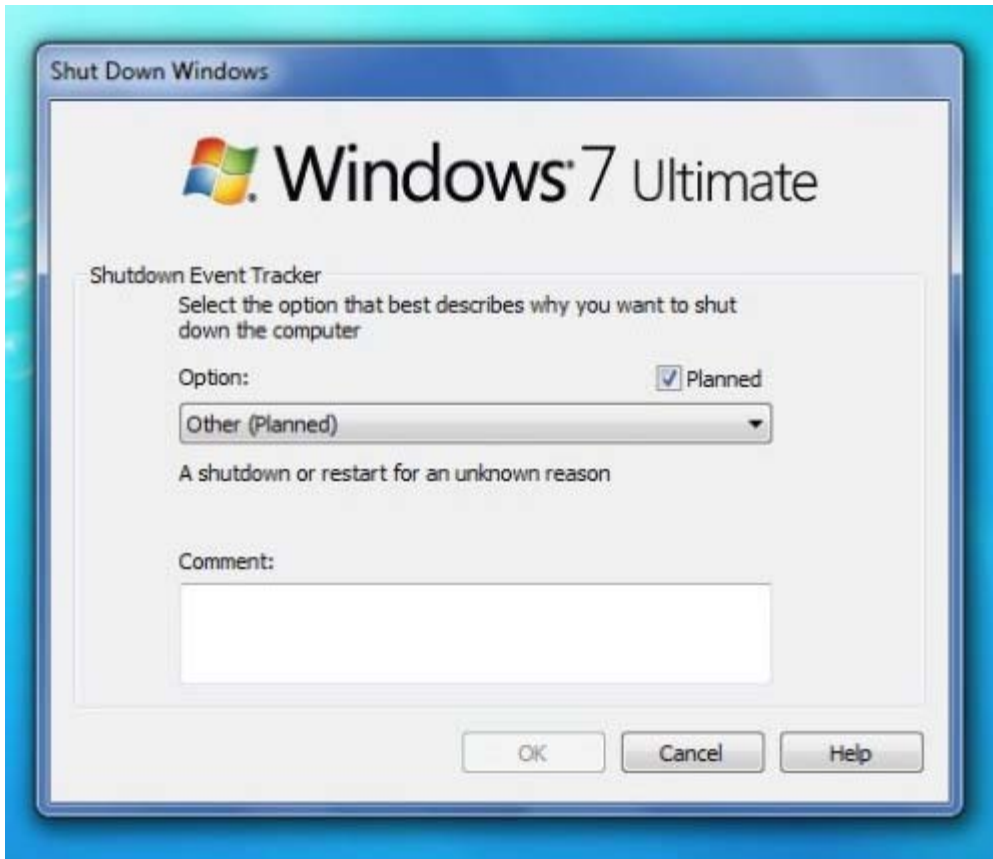 Shut Down Windows
Windows 7 Ultimate
Shutdown Event Tracker
Select the option that best describes why you want to shut
down the computer
Option:
Planned
Other (Planned)
A shutdown or restart for an unknown reason
Comment:
OK
Cancel
Help